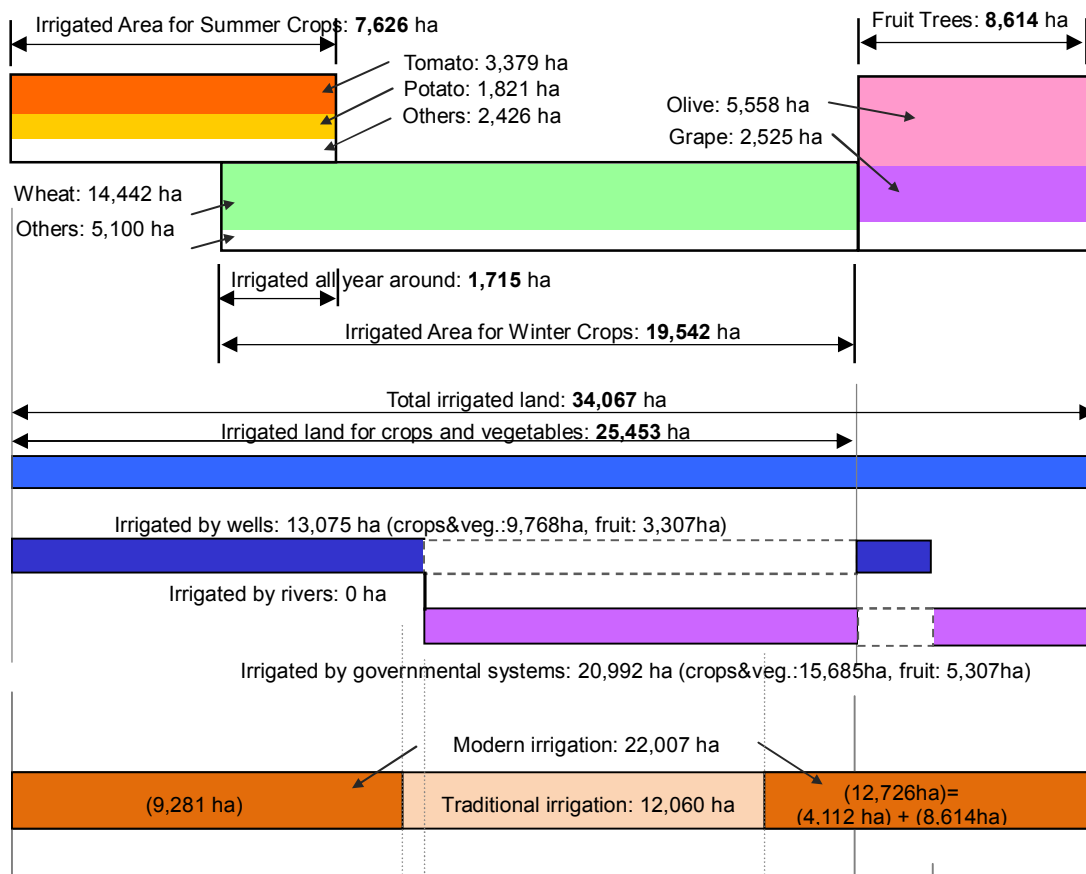 Irrigated Area for Summer Crops: 7,626 ha
Fruit Trees: 8,614 ha
Tomato: 3,379 ha
Potato: 1,821 ha
Others: 2,426 ha
Olive: 5,558 ha
Grape: 2,525 ha
Wheat: 14,442 ha
Others: 5,100 ha
Irrigated all year around: 1,715 ha
Irrigated Area for Winter Crops: 19,542 ha
Total irrigated land: 34,067 ha
Irrigated land for crops and vegetables: 25,453 ha
Irrigated by wells: 13,075 ha (crops&veg.:9,768ha, fruit: 3,307ha)
Irrigated by rivers: 0 ha
Irrigated by governmental systems: 20,992 ha (crops&veg.:15,685ha, fruit: 5,307ha)
Modern irrigation: 22,007 ha
(9,281 ha)
Traditional irrigation: 12,060 ha
(12,726ha)=
(4,112 ha) + (8,614ha)